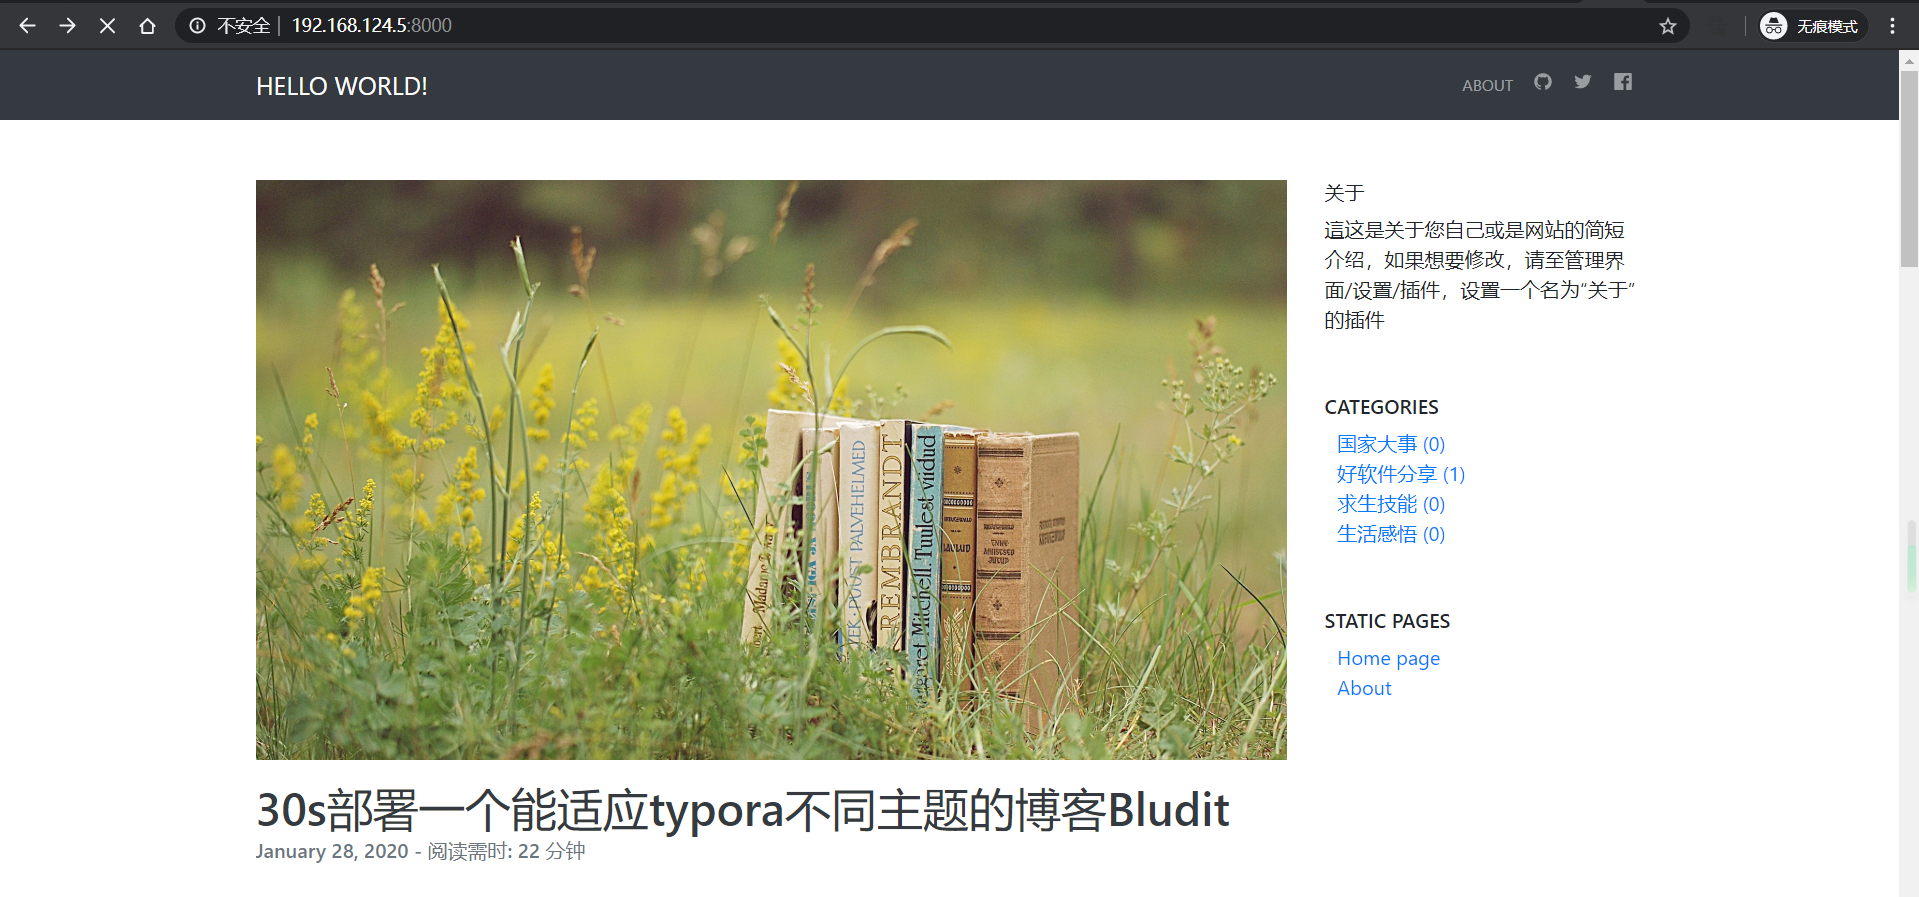 不安全 | 192.168.124.5:8000
无痕模式
HELLO WORLD!
ABOUT
关于
這这是关于您自己或是网站的简短
介绍，如果想要修改，请至管理界
面/设置/插件，设置一个名为“关于”
的插件
CATEGORIES
国家大事 (0)
好软件分享 (1)
求生技能 (0)
生活感悟 (0)
STATIC PAGES
Home page
About
PALVEHELMED
REMBRANDT
Mitchell Tuulest viidud
30s部署一个能适应typora不同主题的博客Bludit
January 28, 2020 - 阅读需时: 22 分钟